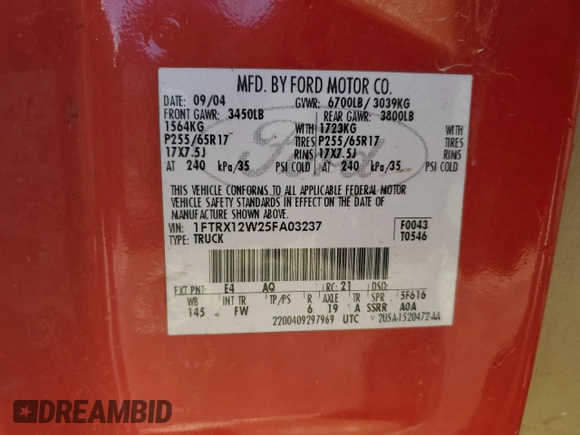 MFD. BY FORD MOTOR CO.
DATE: 09/04 GVWR: 6700LB/ 3039KG
FRONT GAWR: 3450LB REAR GAWR: 3800LB
1564KG WITH 1723KG WITH
P255/65R17 TIRES P255/65R17 TIRES
17X7.5J RIMS 17X7.5J RIMS
AT 240 kPa/35 PSI COLD AT 240 kPa/35 PSI COLD
THIS VEHICLE CONFORMS TO ALL APPLICABLE FEDERAL MOTOR
VEHICLE SAFETY STANDARDS IN EFFECT ON THE DATE OF
MANUFACTURE SHOWN ABOVE.
VIN: 1FTRX12W25FA03237 F0043
TYPE: TRUCK T0546
EXT PNT: E4 AQ RC: 21 DSO:
WB INT TR TP/PS R AXLE TR SPR 5F616
145 FW 6 19 A SSRR AOA
2200409297969 UTC 2U5A-1520472-AA
Ford
DREAMBID